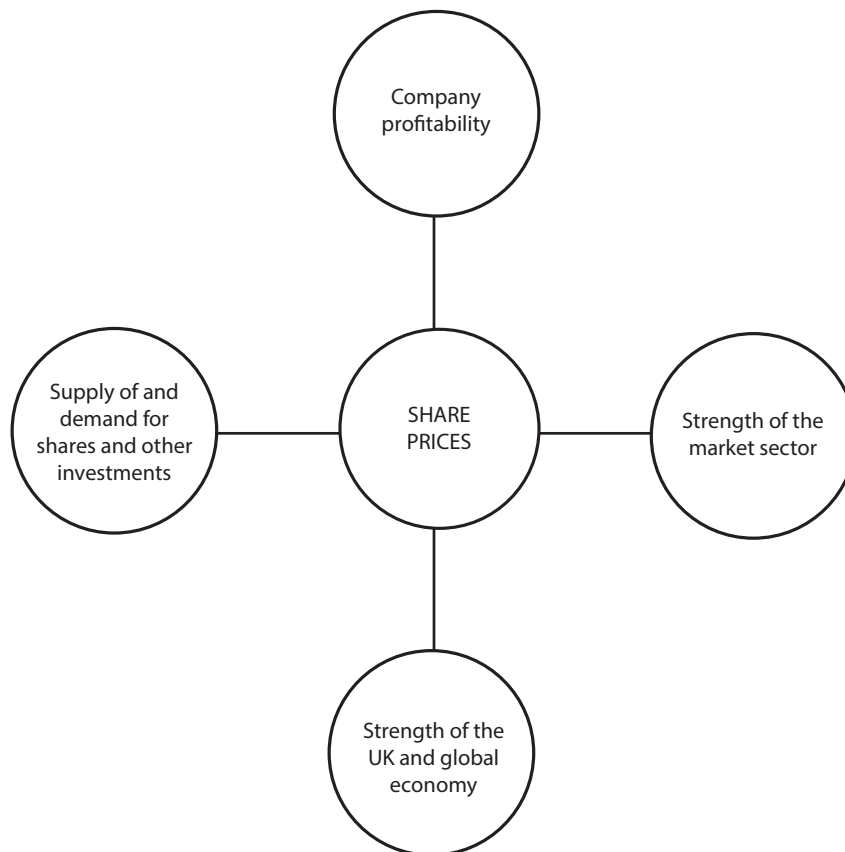 Company
profitability
Supply of and
demand for
shares and other
investments
SHARE
PRICES
Strength of the
market sector
Strength of the
UK and global
economy